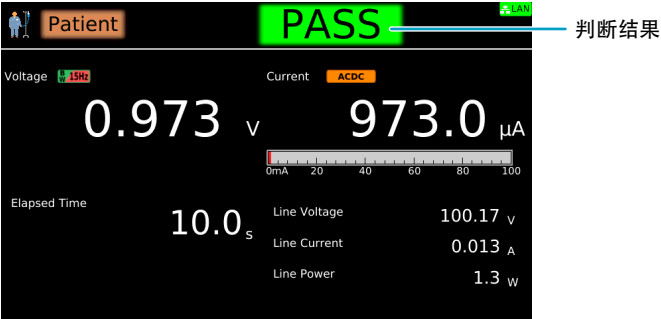 Patient
PASS
LAN
判断结果
Voltage BW 15Hz
Current ACDC
0.973 V
973.0 μA
0mA 20 40 60 80 100
Elapsed Time
10.0 s
Line Voltage 100.17 V
Line Current 0.013 A
Line Power 1.3 W